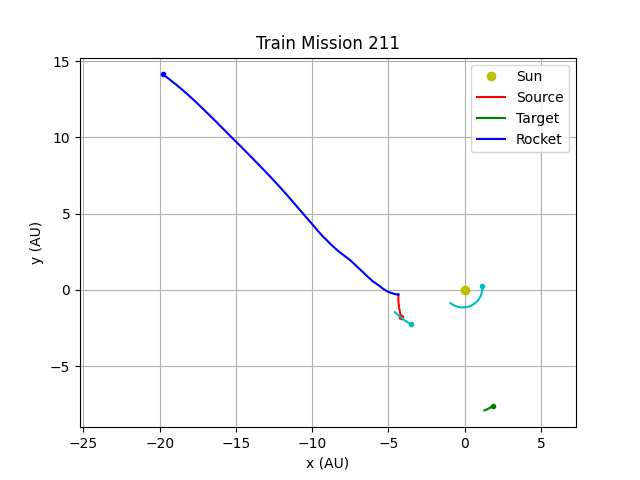 Train Mission 211
Sun
Source
Target
Rocket
15
10
5
0
−5
y (AU)
−25
−20
−15
−10
−5
0
5
x (AU)